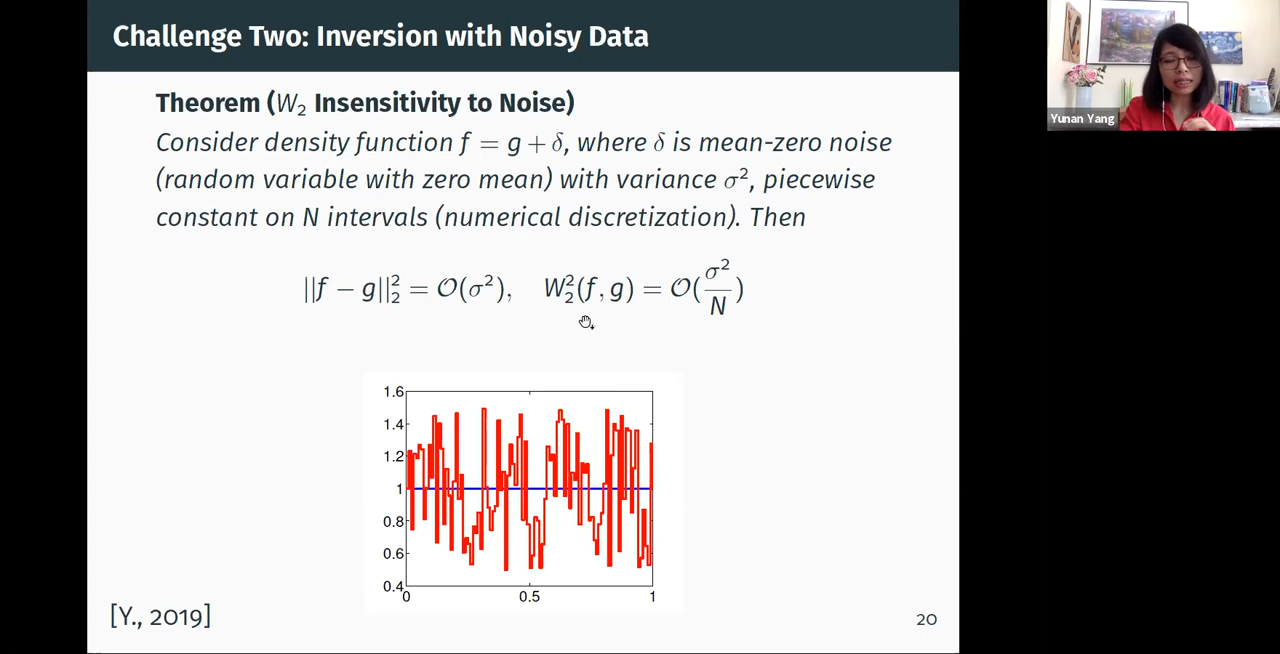 Challenge Two: Inversion with Noisy Data
Theorem (W₂ Insensitivity to Noise)
Consider density function f = g + δ, where δ is mean-zero noise
(random variable with zero mean) with variance σ², piecewise
constant on N intervals (numerical discretization). Then
||f − g||₂² = 𝒪(σ²), W₂²(f, g) = 𝒪(σ²/N)
1.6
1.4
1.2
1
0.8
0.6
0.4
0 0.5 1
[Y., 2019]
20
Yunan Yang